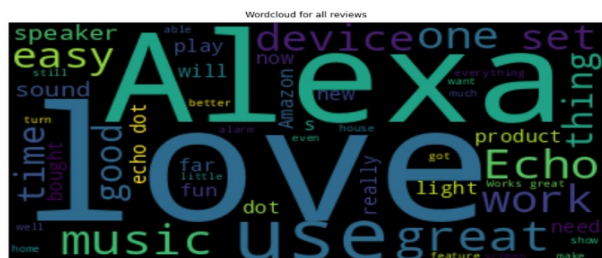 Wordcloud for all reviews
speaker
able
play
device
one
set
easy
Alexa
still
will
now
everything
thing
sound
better
Amazon
new
want
much
turn
s
house
time
bought
good
echo dot
love
alarm
even
product
far
little
fun
really
got
Echo
light
Works great
work
dot
well
music
use
great
need
home
feature
screen
show
make